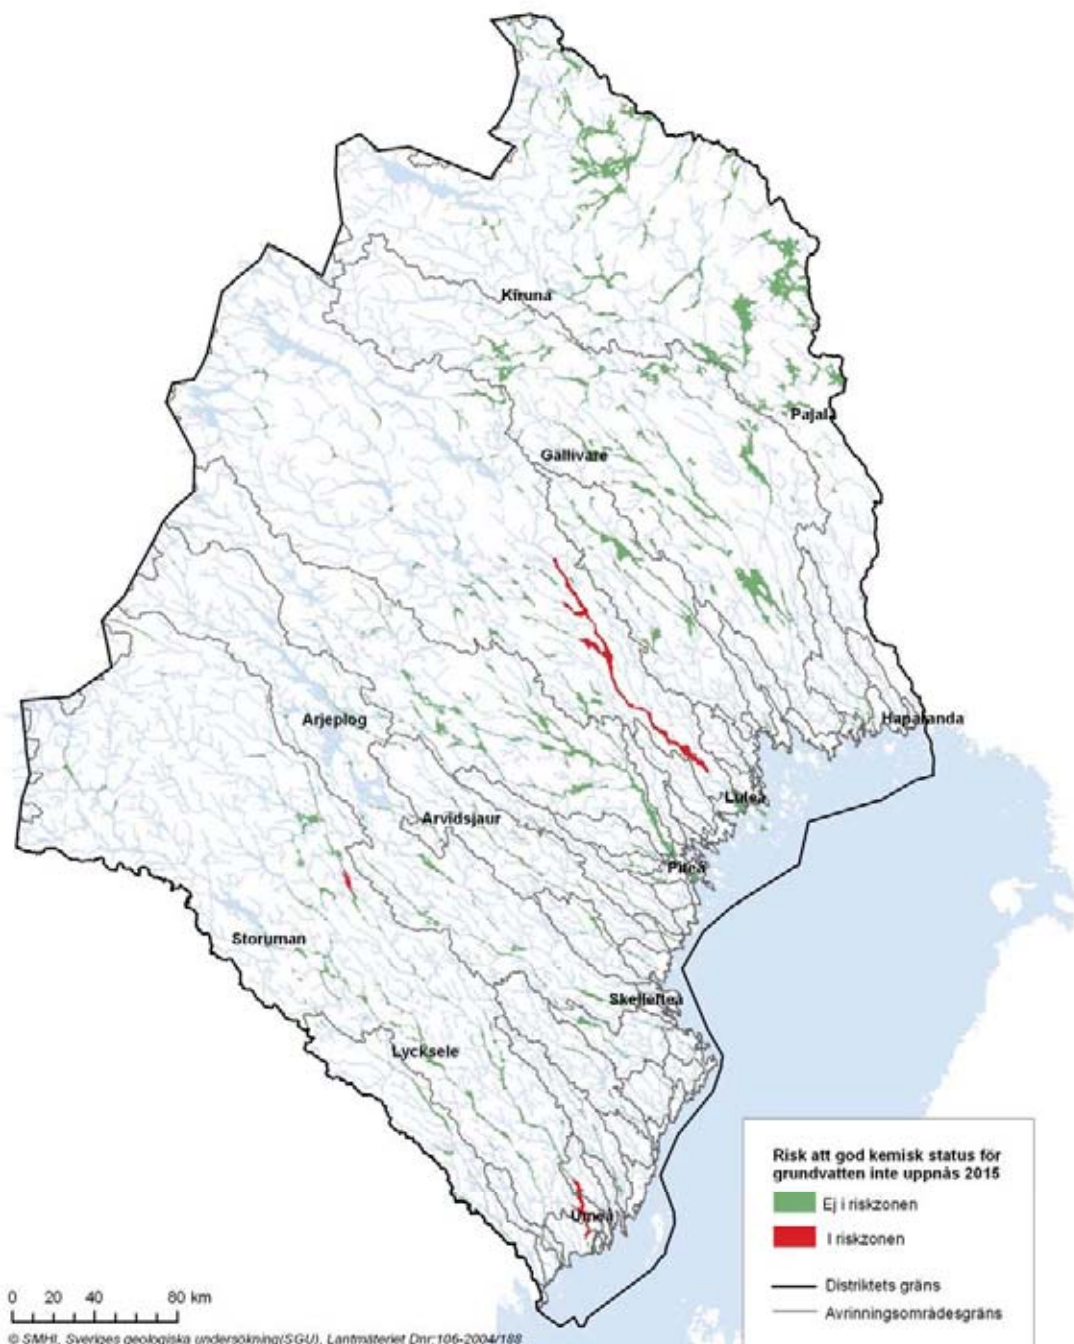 Kiruna
Pajala
Gällivare
Haparanda
Arjeplog
Luleå
Arvidsjaur
Piteå
Storuman
Skellefteå
Lycksele
Umeå
Risk att god kemisk status för
grundvatten inte uppnås 2015
Ej i riskzonen
I riskzonen
Distriktets gräns
Avrinningsområdesgräns
0 20 40 80 km
© SMHI, Sveriges geologiska undersökning(SGU), Lantmäteriet Dnr:106-2004/188